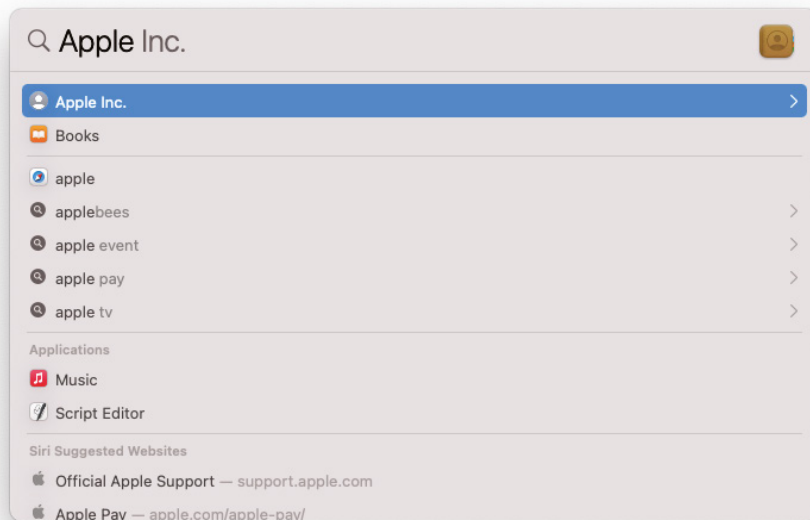 Apple Inc.
Apple Inc.
Books
apple
applebees
apple event
apple pay
apple tv
Applications
Music
Script Editor
Siri Suggested Websites
Official Apple Support — support.apple.com
Apple Pay — apple.com/apple-pay/